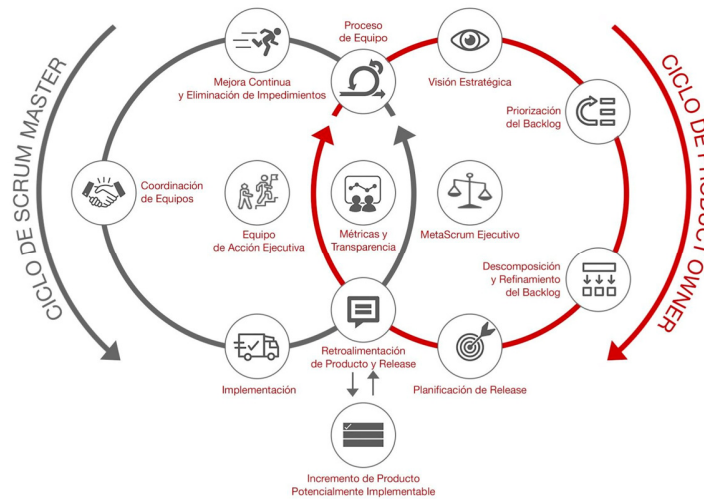 CICLO DE SCRUM MASTER
Proceso
de Equipo
Mejora Continua
y Eliminación de Impedimientos
Visión Estratégica
Priorización
del Backlog
Coordinación
de Equipos
Equipo
de Acción Ejecutiva
Métricas y
Transparencia
MetaScrum Ejecutivo
Descomposición
y Refinamiento
del Backlog
Implementación
Retroalimentación
de Producto y Release
Planificación de Release
Incremento de Producto
Potencialmente Implementable
CICLO DE PRODUCT OWNER